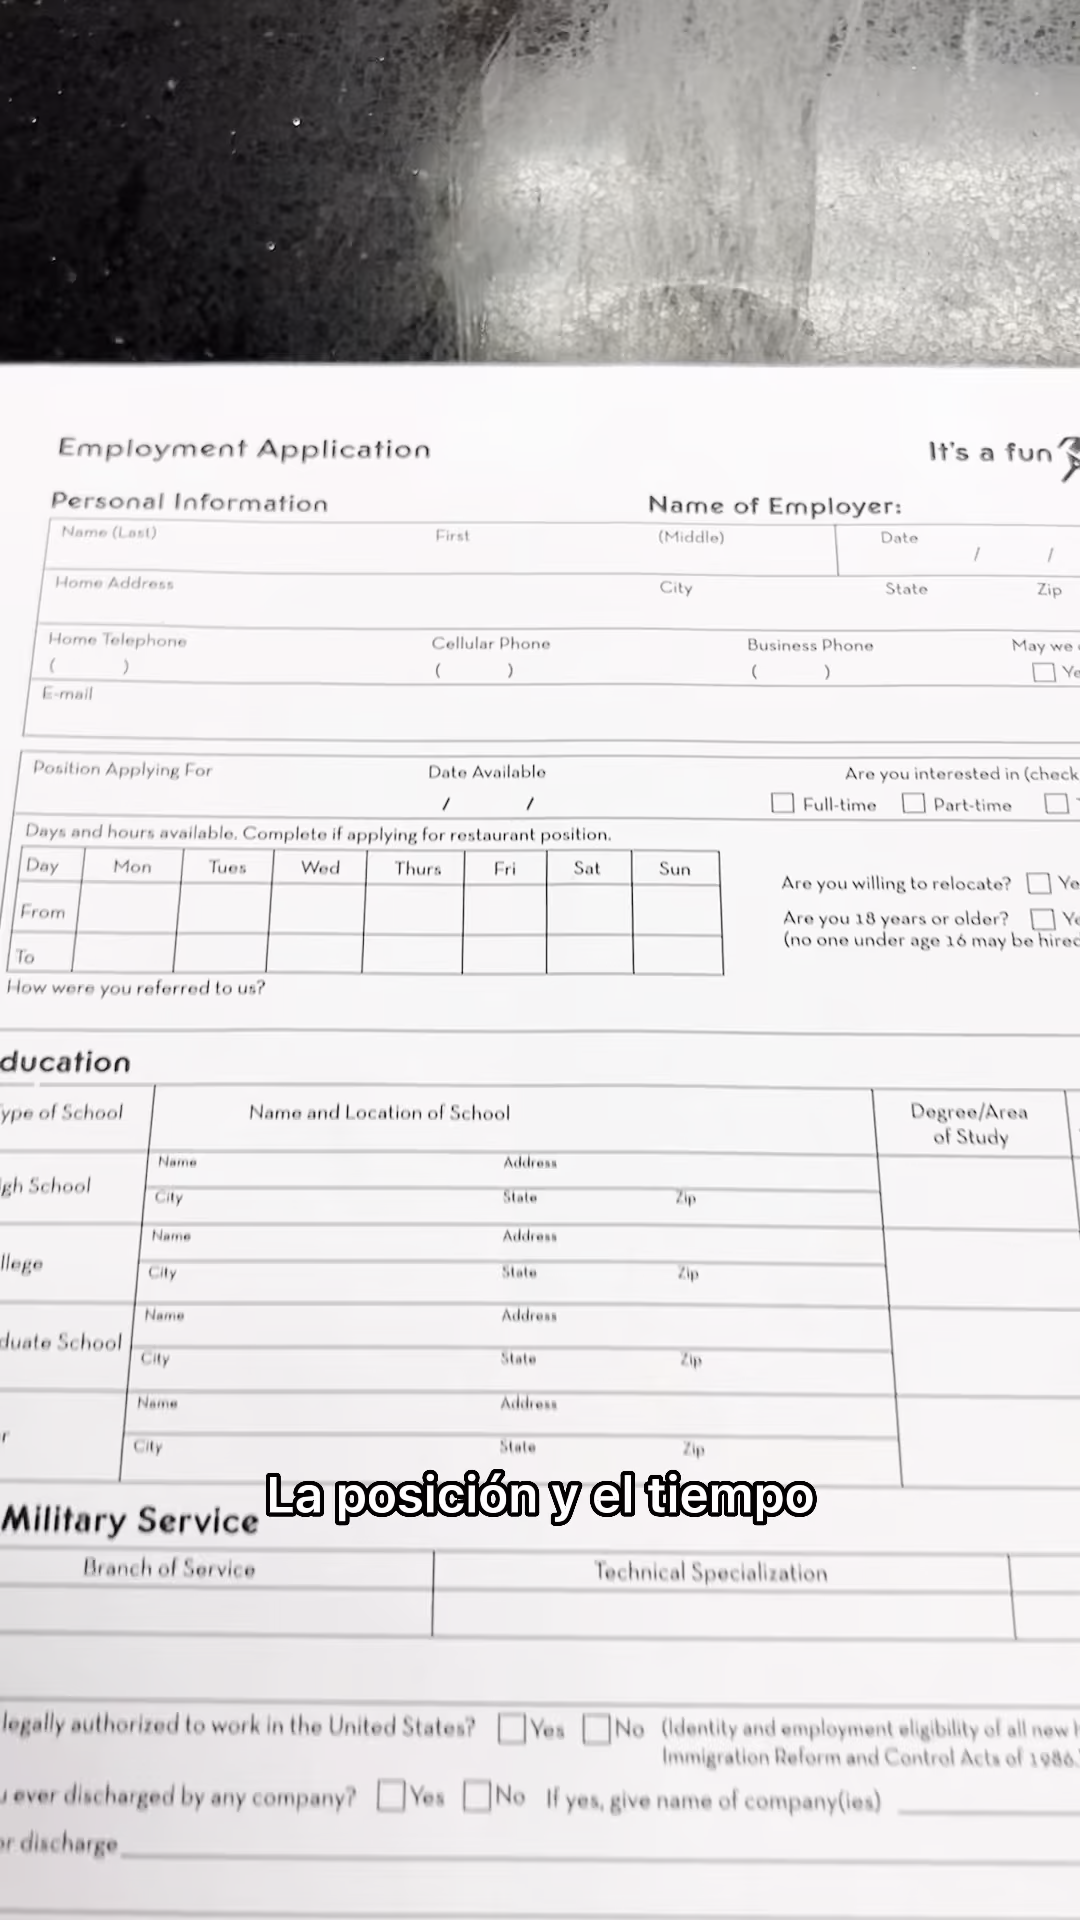 Employment Application It's a fun
Personal Information Name of Employer:
Name (Last) First (Middle) Date / /
Home Address City State Zip
Home Telephone Cellular Phone Business Phone May we
( ) ( ) ( ) Ye
E-mail
Position Applying For Date Available Are you interested in (check
/ / Full-time Part-time
Days and hours available. Complete if applying for restaurant position.
Day Mon Tues Wed Thurs Fri Sat Sun
Are you willing to relocate? Ye
From
Are you 18 years or older? Ye
(no one under age 16 may be hired
To
How were you referred to us?
ducation
ype of School Name and Location of School Degree/Area
of Study
Name Address
gh School
City State Zip
Name Address
llege
City State Zip
Name Address
duate School
City State Zip
Name Address
r
City State Zip
La posición y el tiempo
Military Service
Branch of Service Technical Specialization
legally authorized to work in the United States? Yes No (Identity and employment eligibility of all new
Immigration Reform and Control Acts of 1986.
u ever discharged by any company? Yes No If yes, give name of company(ies)
or discharge